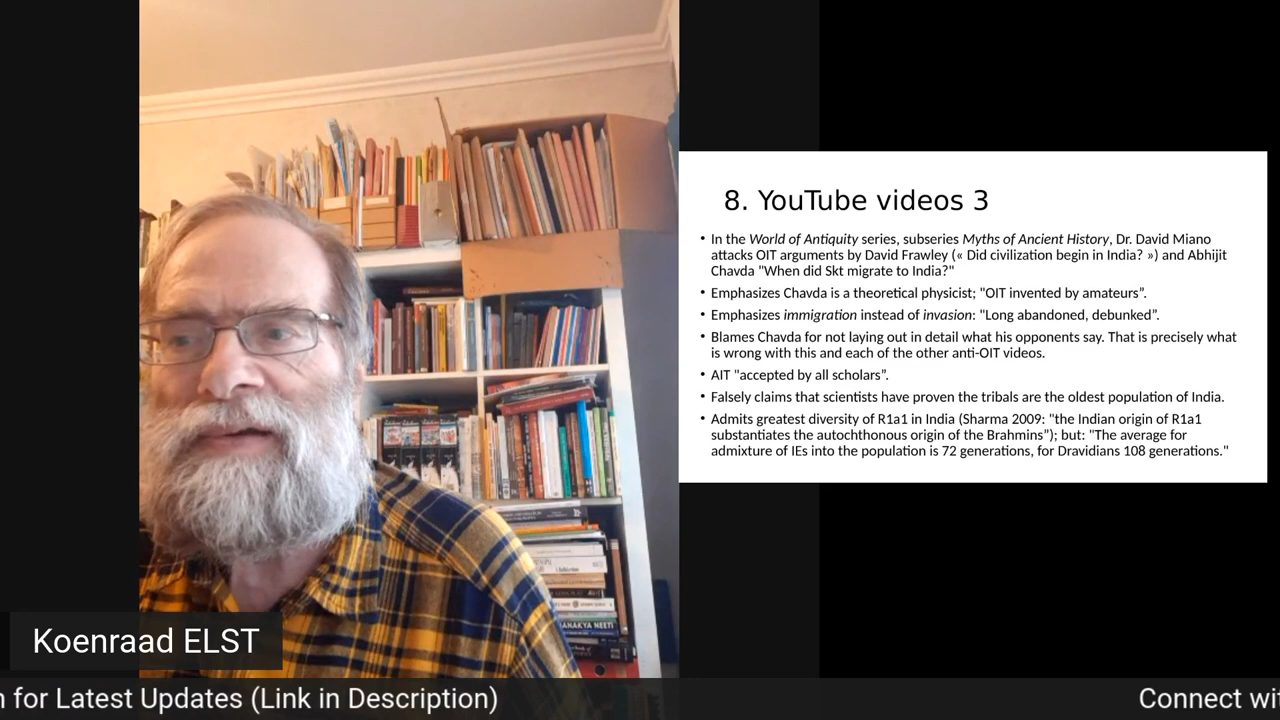 8. YouTube videos 3
• In the World of Antiquity series, subseries Myths of Ancient History, Dr. David Miano
attacks OIT arguments by David Frawley (« Did civilization begin in India? ») and Abhijit
Chavda "When did Skt migrate to India?"
• Emphasizes Chavda is a theoretical physicist; "OIT invented by amateurs”.
• Emphasizes immigration instead of invasion: "Long abandoned, debunked”.
• Blames Chavda for not laying out in detail what his opponents say. That is precisely what
is wrong with this and each of the other anti-OIT videos.
• AIT "accepted by all scholars”.
• Falsely claims that scientists have proven the tribals are the oldest population of India.
• Admits greatest diversity of R1a1 in India (Sharma 2009: "the Indian origin of R1a1
substantiates the autochthonous origin of the Brahmins”); but: "The average for
admixture of IEs into the population is 72 generations, for Dravidians 108 generations."
ANAKYA NEETI
Koenraad ELST
n for Latest Updates (Link in Description)
Connect wit